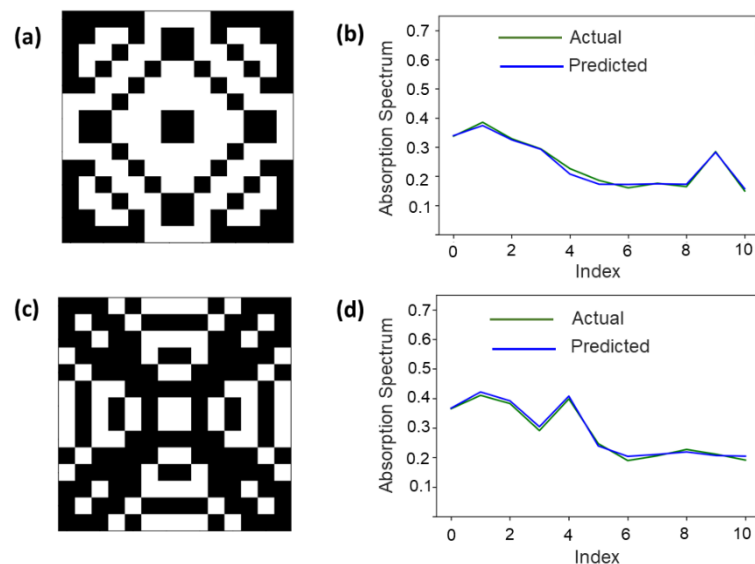 (a)
(b)
Absorption Spectrum
0.7
0.6
0.5
0.4
0.3
0.2
0.1
Actual
Predicted
0 2 4 6 8 10
Index
(c)
(d)
Absorption Spectrum
0.7
0.6
0.5
0.4
0.3
0.2
0.1
Actual
Predicted
0 2 4 6 8 10
Index